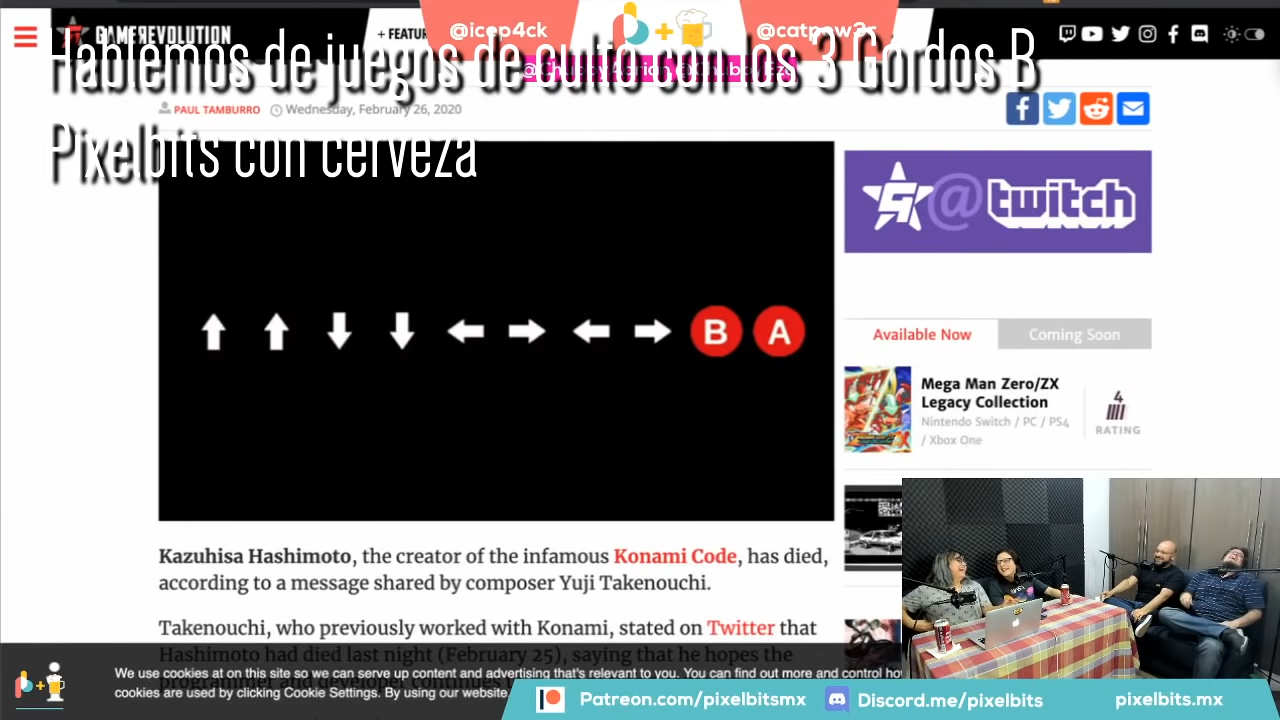 GAMEREVOLUTION
+ FEATUR
@icep4ck
@catpow3r
Hablemos de juegos de culto con los 3 Gordos B
Pixelbits con cerveza
PAUL TAMBURRO
Wednesday, February 26, 2020
@ twitch
B A
Available Now
Coming Soon
Mega Man Zero/ZX
Legacy Collection
Nintendo Switch / PC / PS4
/ Xbox One
4
RATING
Kazuhisa Hashimoto, the creator of the infamous Konami Code, has died,
according to a message shared by composer Yuji Takenouchi.
Takenouchi, who previously worked with Konami, stated on Twitter that
Hashimoto had died last night (February 25), saying that he hopes the
We use cookies at on this site so we can serve up content and advertising that's relevant to you. You can find out more and control ho
cookies are used by clicking Cookie Settings. By using our website
Patreon.com/pixelbitsmx
Discord.me/pixelbits
pixelbits.mx